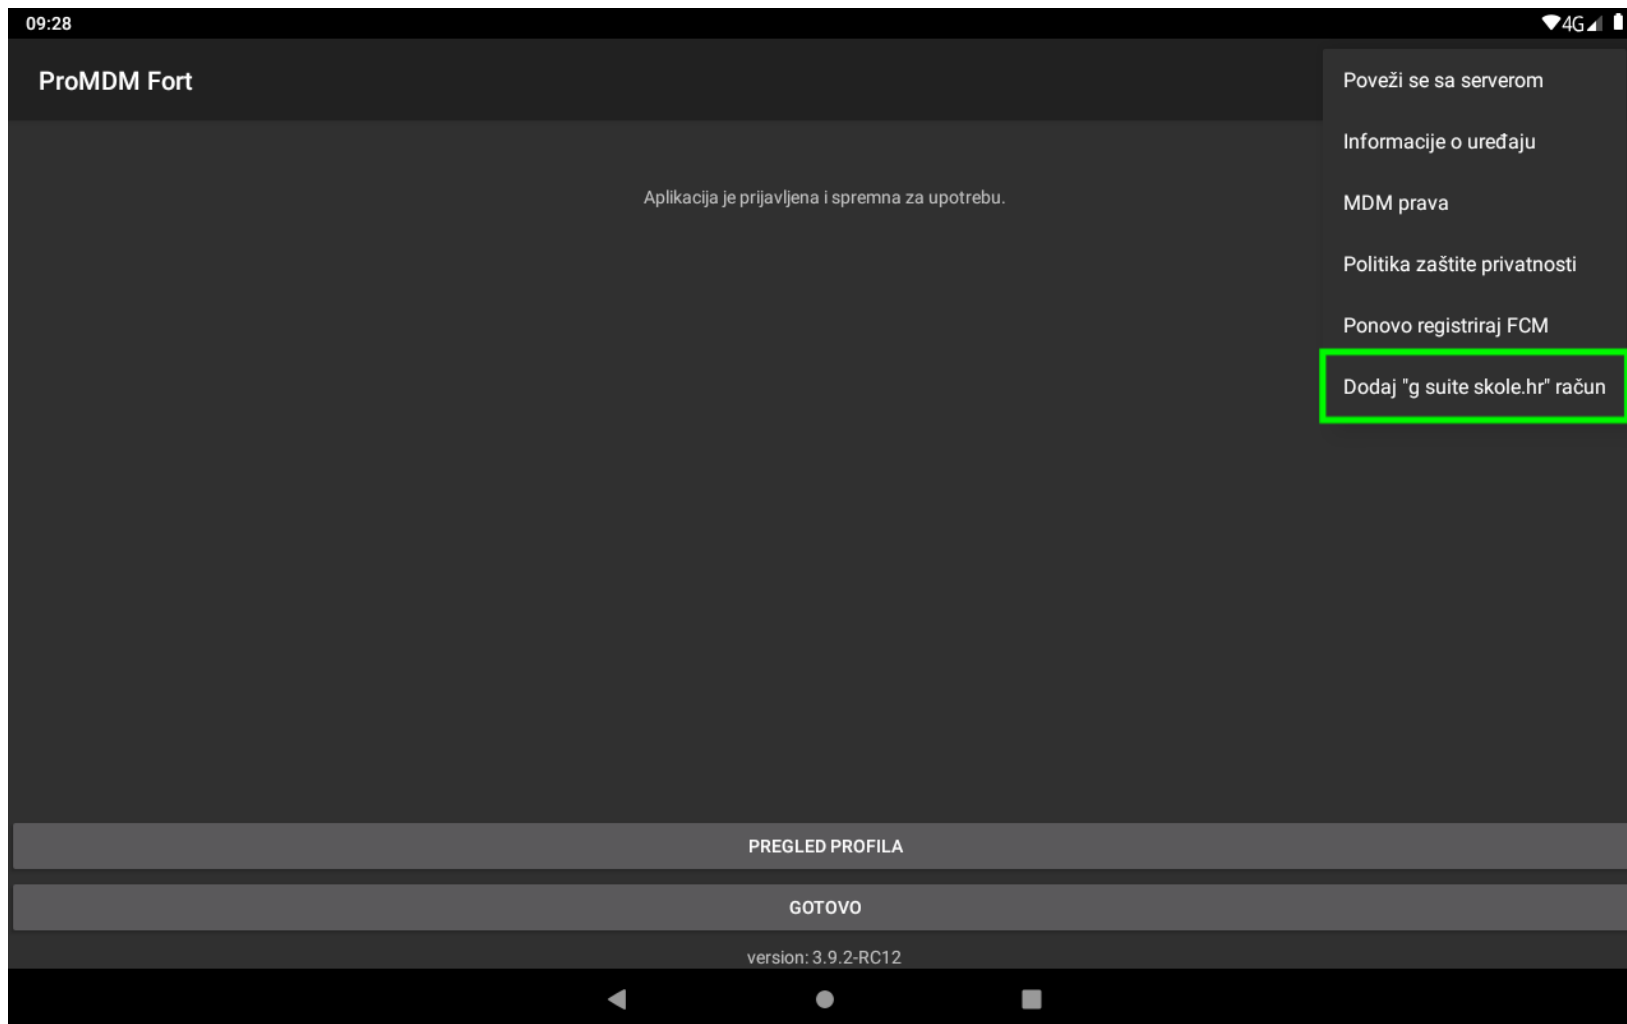 09:28
4G
ProMDM Fort
Poveži se sa serverom
Informacije o uređaju
Aplikacija je prijavljena i spremna za upotrebu.
MDM prava
Politika zaštite privatnosti
Ponovo registriraj FCM
Dodaj "g suite skole.hr" račun
PREGLED PROFILA
GOTOVO
version: 3.9.2-RC12